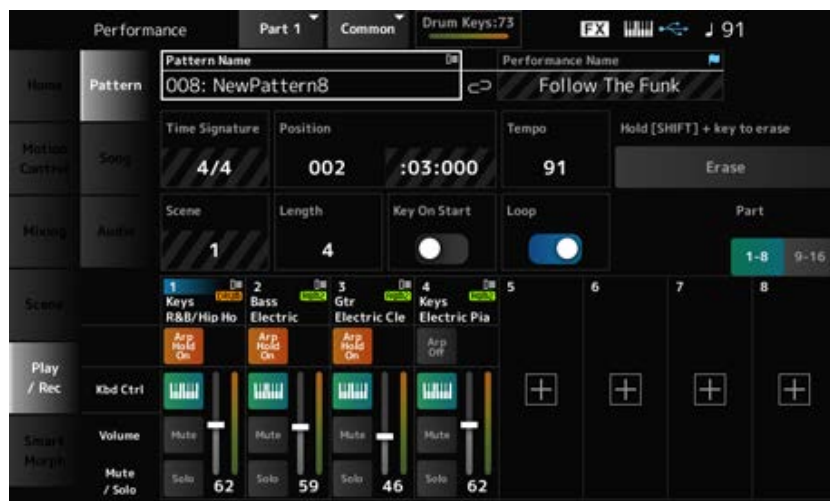 Performance
Part 1
Common
Drum Keys:73
FX
♩ 91
Home
Pattern
Pattern Name
008: NewPattern8
Performance Name
Follow The Funk
Motion
Control
Song
Time Signature
4/4
Position
002 :03:000
Tempo
91
Hold [SHIFT] + key to erase
Erase
Mixing
Audio
Scene
1
Length
4
Key On Start
Loop
Part
1-8 9-16
Scene
1 2 3 4 5 6 7 8
Keys Drum Bass Gtr Keys
R&B/Hip Ho Electric Electric Cle Electric Pia
Arp
Hold
On
Arp
Hold
On
Arp
Hold
On
Arp
Off
Play
/ Rec
Kbd Ctrl
Smart
Morph
Volume
Mute Mute Mute Mute
Mute
/ Solo
Solo 62 Solo 59 Solo 46 Solo 62